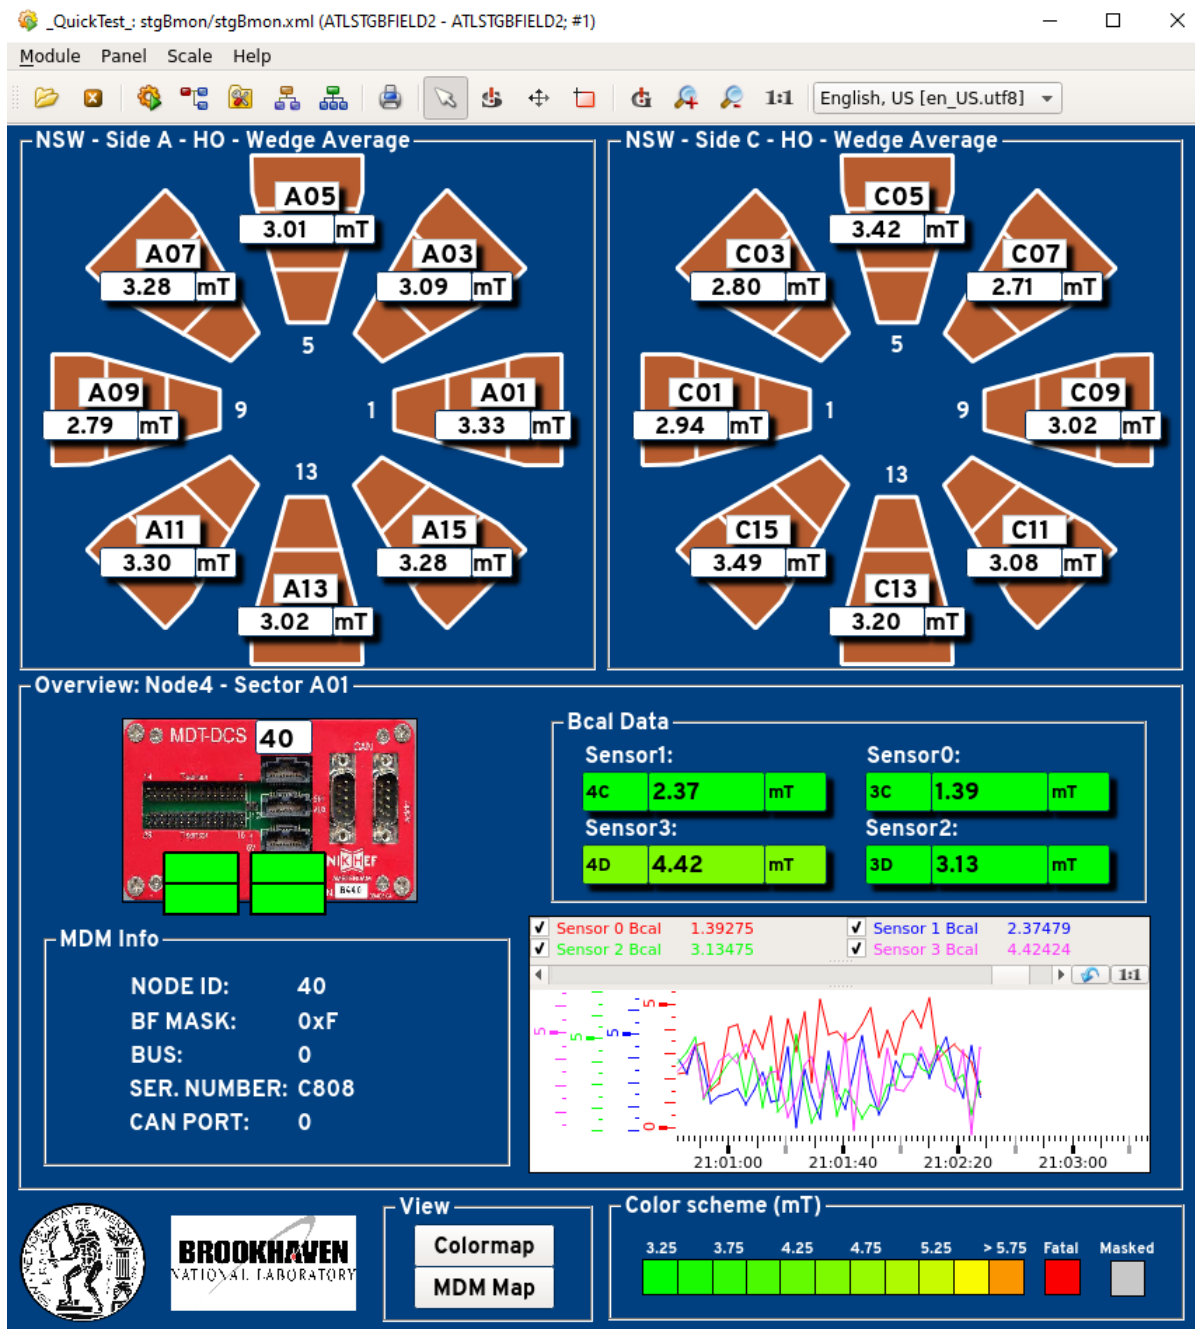 _QuickTest_: stgBmon/stgBmon.xml (ATLSTGBFIELD2 - ATLSTGBFIELD2; #1)
Module Panel Scale Help
1:1 English, US [en_US.utf8]
NSW - Side A - HO - Wedge Average
A05
3.01 mT
A07
3.28 mT
A03
3.09 mT
5
A09
2.79 mT
9
1
A01
3.33 mT
13
A11
3.30 mT
A15
3.28 mT
A13
3.02 mT
NSW - Side C - HO - Wedge Average
C05
3.42 mT
C03
2.80 mT
C07
2.71 mT
5
C01
2.94 mT
1
9
C09
3.02 mT
13
C15
3.49 mT
C11
3.08 mT
C13
3.20 mT
Overview: Node4 - Sector A01
MDT-DCS 40
CAN
Tsensor
Tsensor
NIKHEF
B440
Bcal Data
Sensor1: Sensor0:
4C 2.37 mT 3C 1.39 mT
Sensor3: Sensor2:
4D 4.42 mT 3D 3.13 mT
MDM Info
NODE ID: 40
BF MASK: 0xF
BUS: 0
SER. NUMBER: C808
CAN PORT: 0
Sensor 0 Bcal 1.39275 Sensor 1 Bcal 2.37479
Sensor 2 Bcal 3.13475 Sensor 3 Bcal 4.42424
1:1
5 5 5 5
0
21:01:00 21:01:40 21:02:20 21:03:00
BROOKHAVEN
NATIONAL LABORATORY
View
Colormap
MDM Map
Color scheme (mT)
3.25 3.75 4.25 4.75 5.25 > 5.75 Fatal Masked